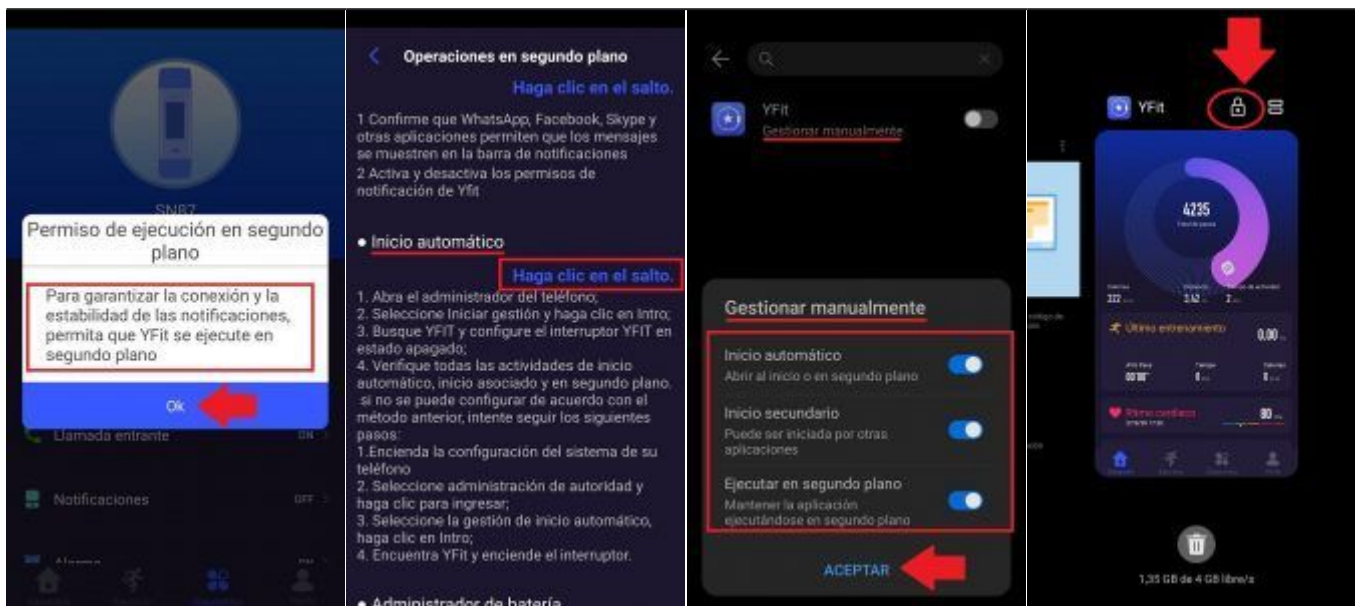 SN87
Permiso de ejecución en segundo
plano
Para garantizar la conexión y la
estabilidad de las notificaciones,
permita que YFit se ejecute en
segundo plano
Ok
Llamada entrante
ON
Notificaciones
OFF
Operaciones en segundo plano
Haga clic en el salto.
1 Confirme que WhatsApp, Facebook, Skype y
otras aplicaciones permiten que los mensajes
se muestren en la barra de notificaciones
2 Activa y desactiva los permisos de
notificación de Yfit
● Inicio automático
Haga clic en el salto.
1. Abra el administrador del teléfono;
2. Seleccione Iniciar gestión y haga clic en Intro;
3. Busque YFIT y configure el interruptor YFIT en
estado apagado;
4. Verifique todas las actividades de inicio
automático, inicio asociado y en segundo plano.
si no se puede configurar de acuerdo con el
método anterior, intente seguir los siguientes
pasos:
1.Encienda la configuración del sistema de su
teléfono
2. Seleccione administración de autoridad y
haga clic para ingresar;
3. Seleccione la gestión de inicio automático,
haga clic en Intro;
4. Encuentra YFit y enciende el interruptor.
● Administrador de batería
YFit
Gestionar manualmente
Gestionar manualmente
Inicio automático
Abrir al inicio o en segundo plano
Inicio secundario
Puede ser iniciada por otras
aplicaciones
Ejecutar en segundo plano
Mantener la aplicación
ejecutándose en segundo plano
ACEPTAR
YFit
4235
322
3,42
2
Último entrenamiento
0,00
Ritmo cardíaco
80
1,35 GB de 4 GB libre/s